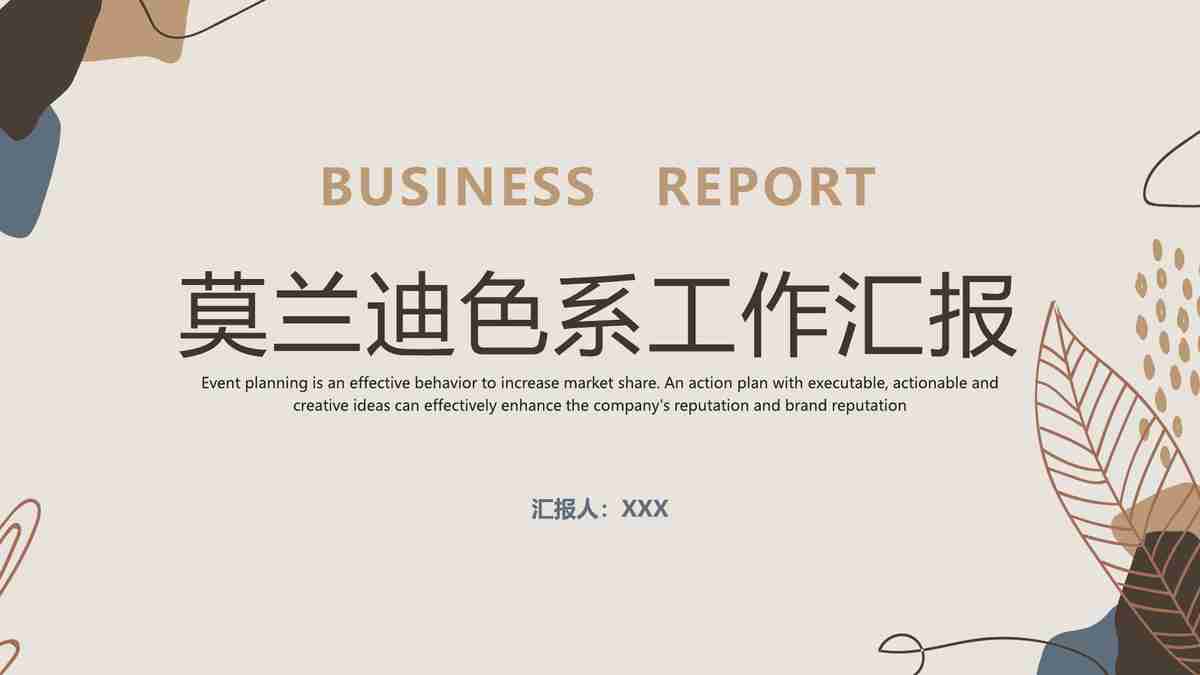 BUSINESS REPORT
莫兰迪色系工作汇报
Event planning is an effective behavior to increase market share. An action plan with executable, actionable and
creative ideas can effectively enhance the company's reputation and brand reputation
汇报人：XXX